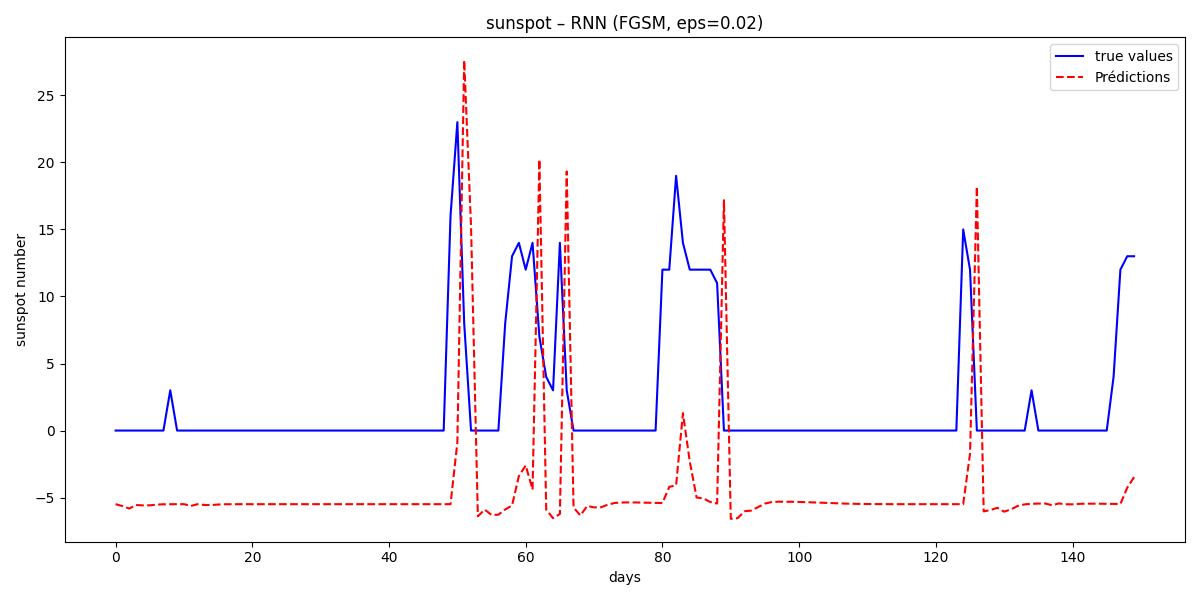 sunspot – RNN (FGSM, eps=0.02)
true values
Prédictions
sunspot number
25
20
15
10
5
0
−5
0 20 40 60 80 100 120 140
days